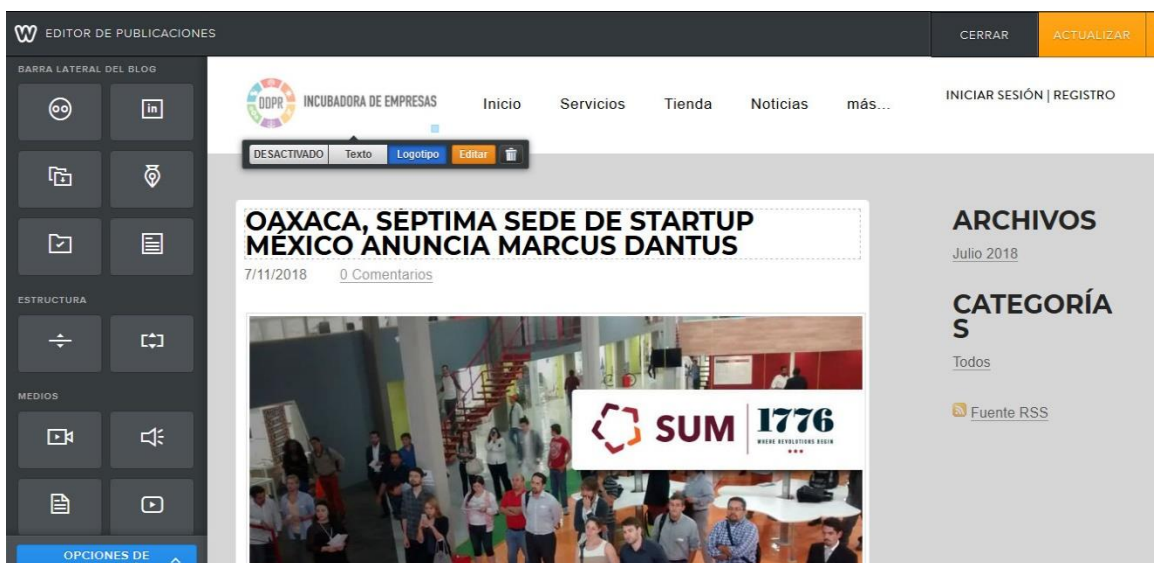 EDITOR DE PUBLICACIONES
CERRAR
ACTUALIZAR
BARRA LATERAL DEL BLOG
in
ESTRUCTURA
MEDIOS
OPCIONES DE
DDPR
INCUBADORA DE EMPRESAS
Inicio
Servicios
Tienda
Noticias
más...
INICIAR SESIÓN | REGISTRO
DESACTIVADO
Texto
Logotipo
Editar
OAXACA, SÉPTIMA SEDE DE STARTUP
MÉXICO ANUNCIA MARCUS DANTUS
7/11/2018
0 Comentarios
SUM
1776
WHERE REVOLUTIONS BEGIN
ARCHIVOS
Julio 2018
CATEGORÍA
S
Todos
Fuente RSS